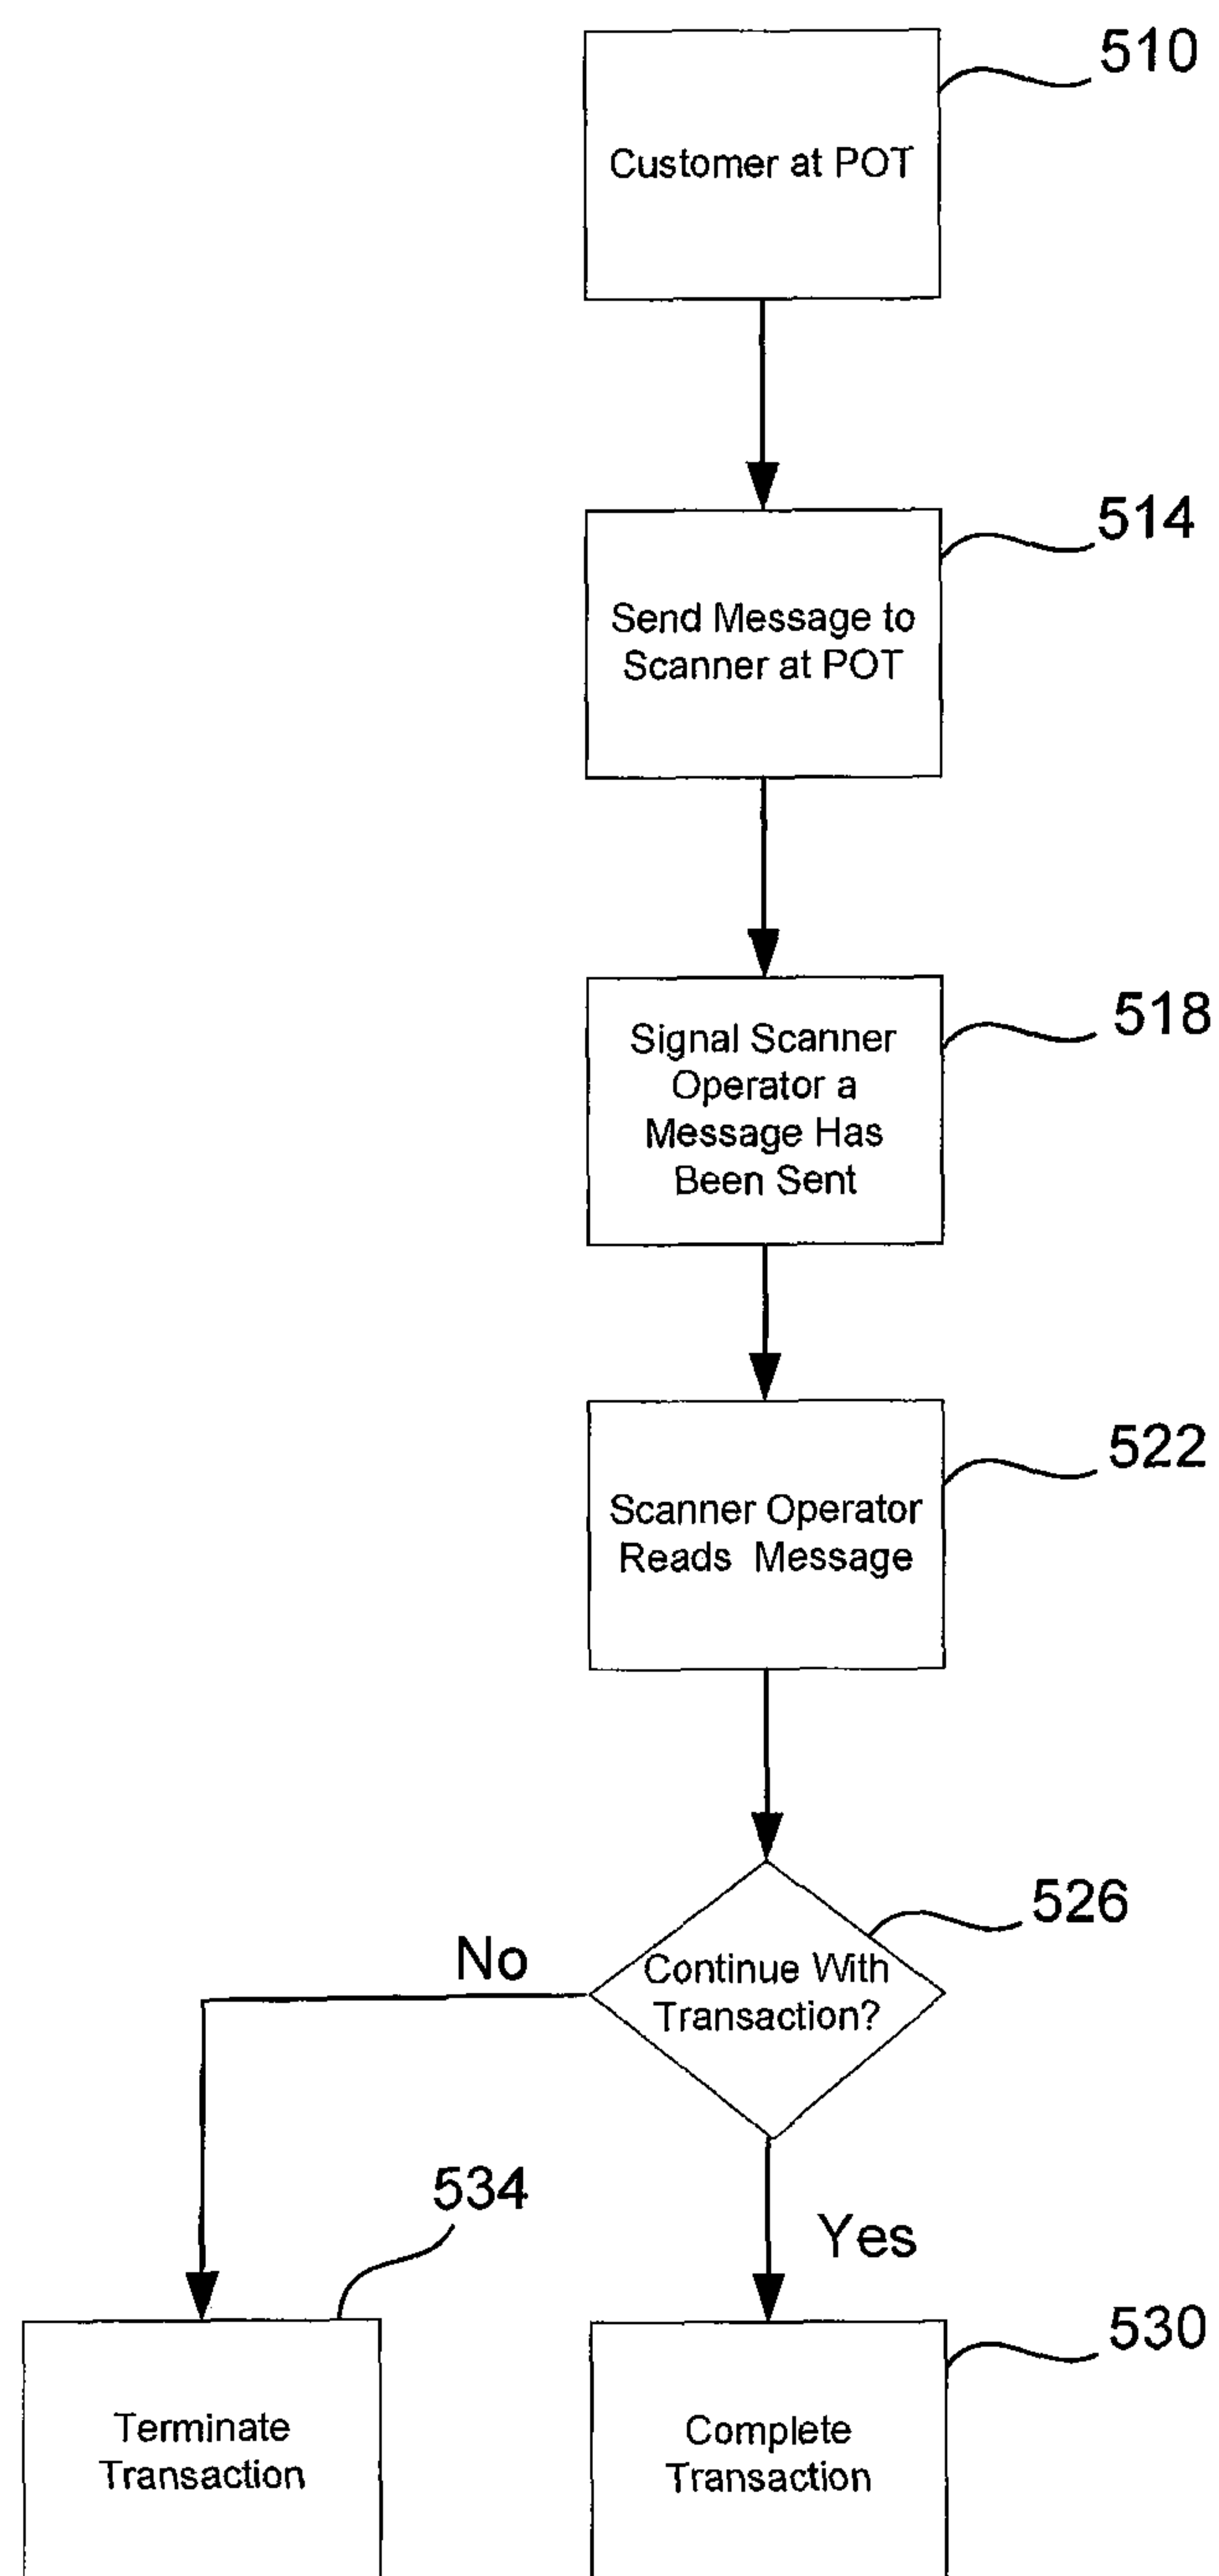 510
Customer at POT
514
Send Message to
Scanner at POT
518
Signal Scanner
Operator a
Message Has
Been Sent
522
Scanner Operator
Reads Message
526
No
Continue With
Transaction?
534
Yes
530
Terminate
Transaction
Complete
Transaction